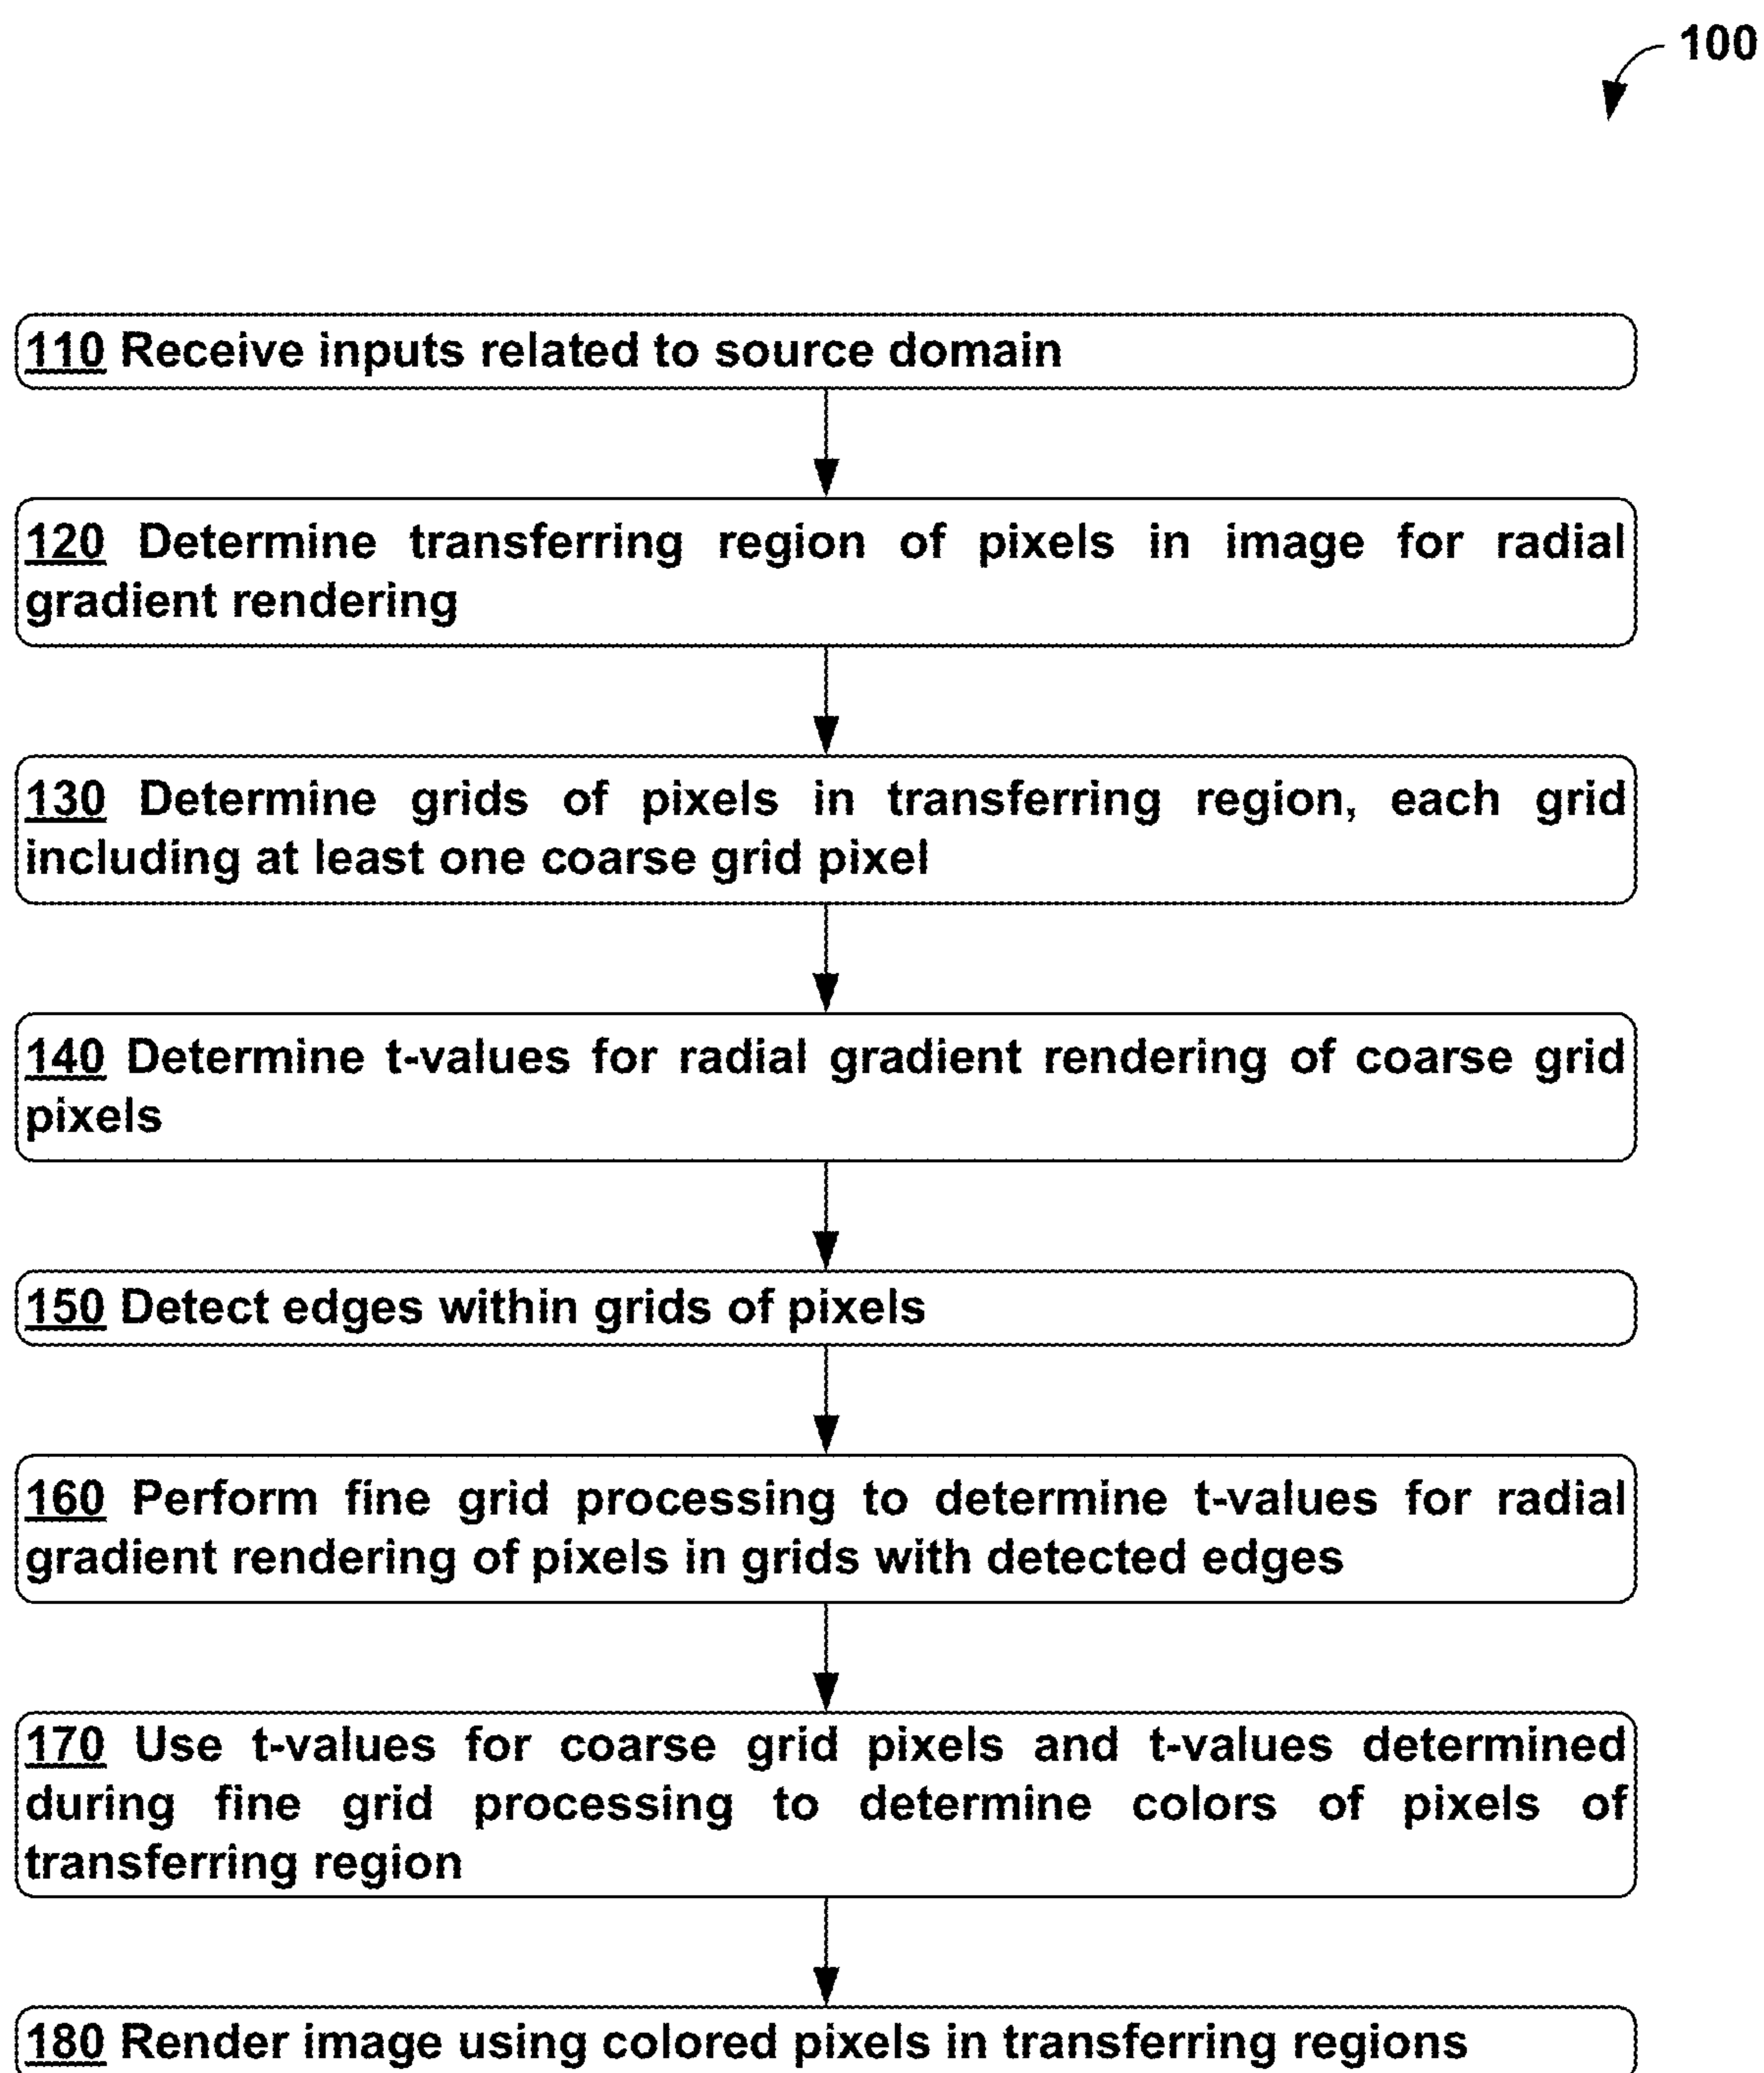 100
110 Receive inputs related to source domain
120 Determine transferring region of pixels in image for radial
gradient rendering
130 Determine grids of pixels in transferring region, each grid
including at least one coarse grid pixel
140 Determine t-values for radial gradient rendering of coarse grid
pixels
150 Detect edges within grids of pixels
160 Perform fine grid processing to determine t-values for radial
gradient rendering of pixels in grids with detected edges
170 Use t-values for coarse grid pixels and t-values determined
during fine grid processing to determine colors of pixels of
transferring region
180 Render image using colored pixels in transferring regions